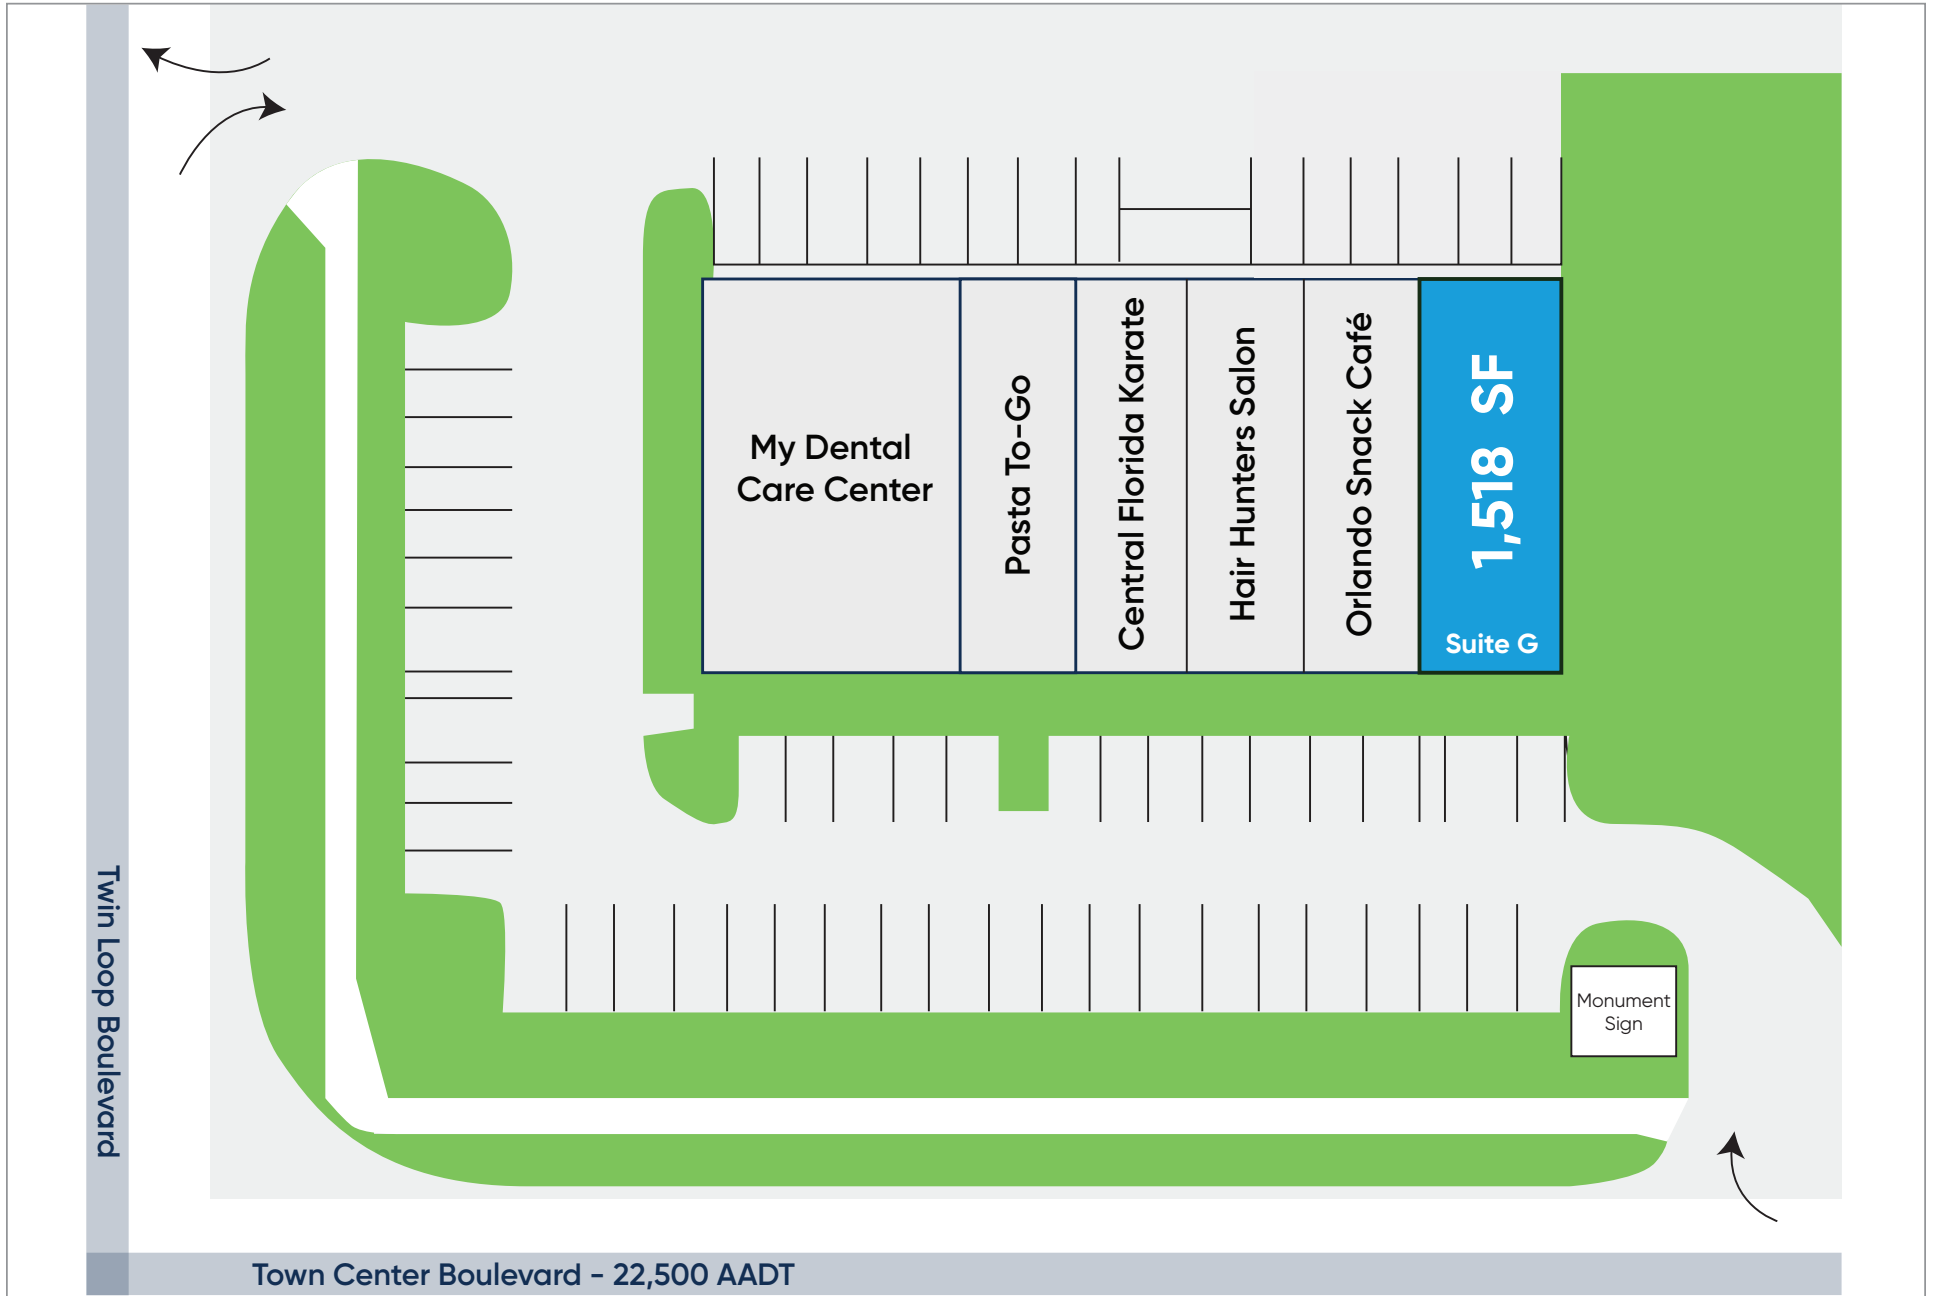 My Dental
Care Center
Pasta To-Go
Central Florida Karate
Hair Hunters Salon
Orlando Snack Café
1,518 SF
Suite G
Monument
Sign
Twin Loop Boulevard
Town Center Boulevard - 22,500 AADT